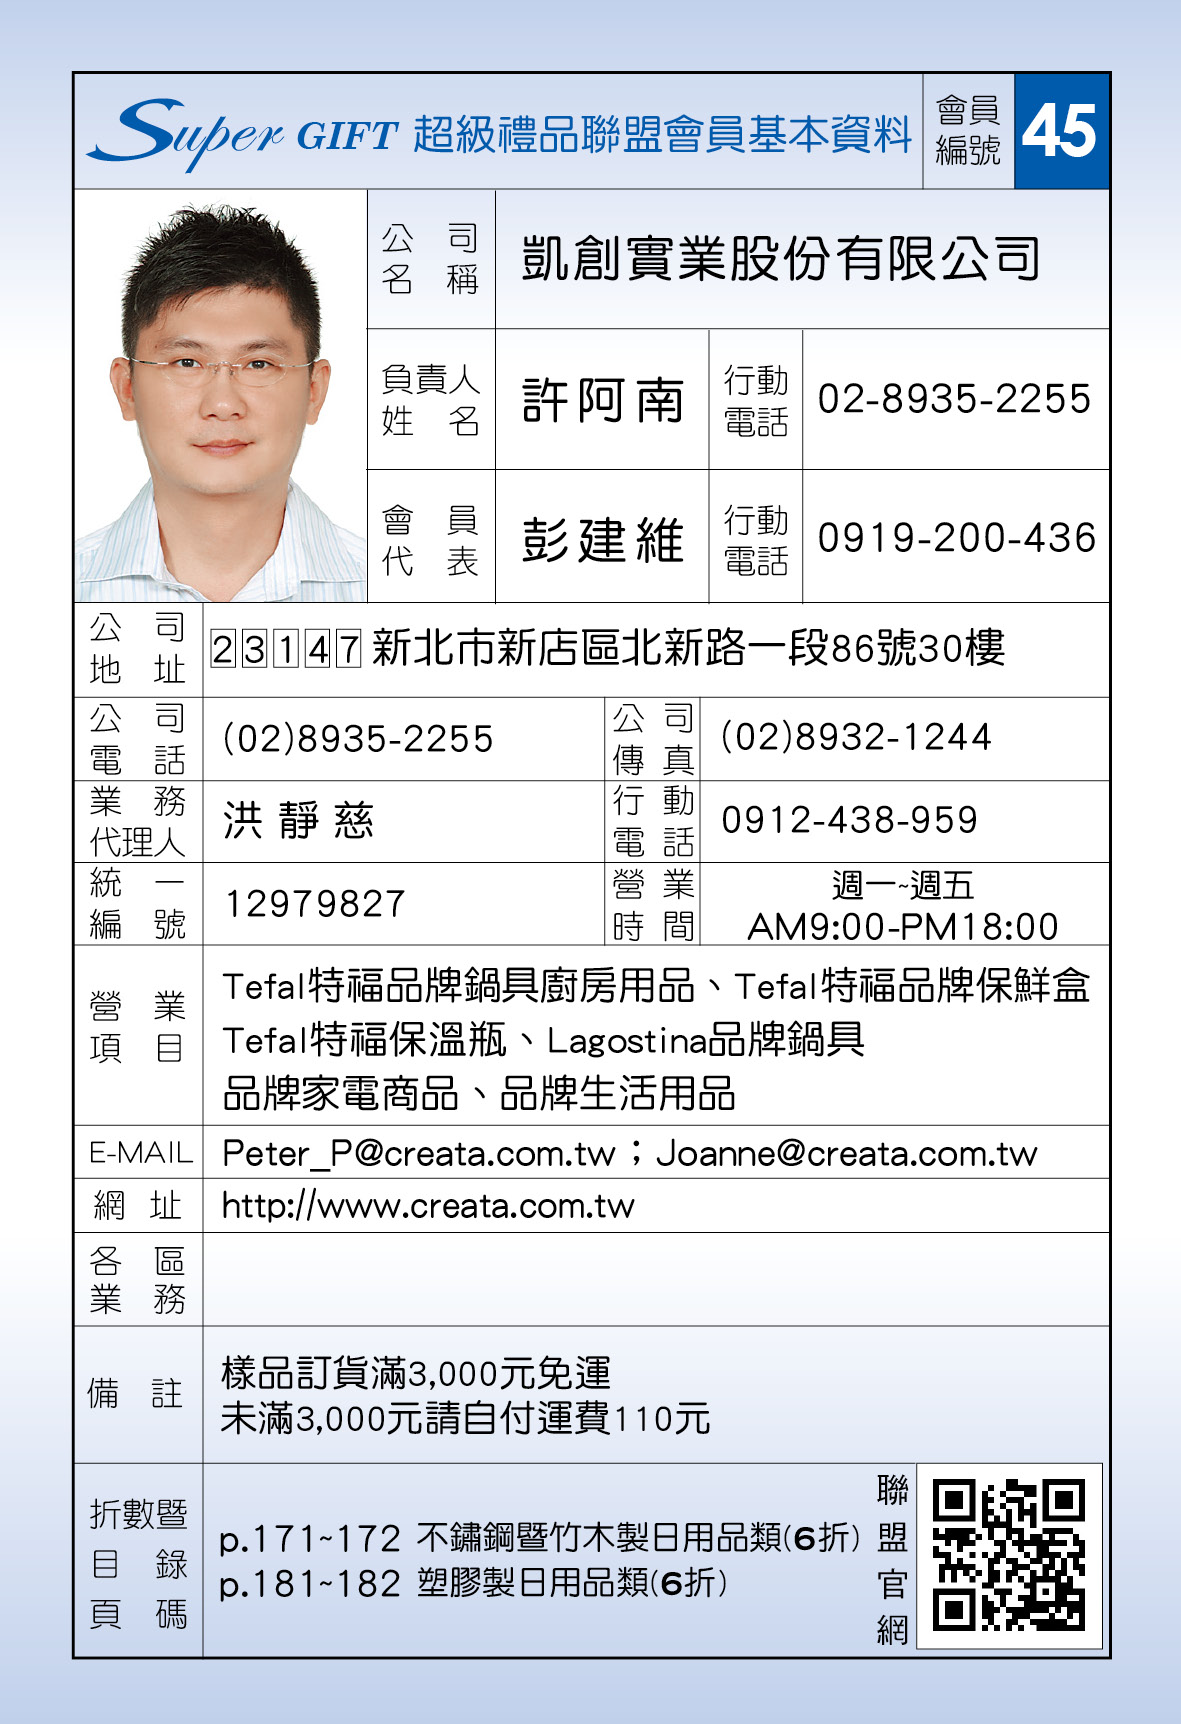 Super GIFT 超級禮品聯盟會員基本資料
會員編號 45
公司名稱 凱創實業股份有限公司
負責人姓名 許阿南 行動電話 02-8935-2255
會員代表 彭建維 行動電話 0919-200-436
公司地址 23147 新北市新店區北新路一段86號30樓
公司電話 (02)8935-2255 公司傳真 (02)8932-1244
業務代理人 洪靜慈 行動電話 0912-438-959
統一編號 12979827 營業時間 週一~週五
AM9:00-PM18:00
營業項目 Tefal特福品牌鍋具廚房用品、Tefal特福品牌保鮮盒
Tefal特福保溫瓶、Lagostina品牌鍋具
品牌家電商品、品牌生活用品
E-MAIL Peter_P@creata.com.tw；Joanne@creata.com.tw
網址 http://www.creata.com.tw
各區業務
備註 樣品訂貨滿3,000元免運
未滿3,000元請自付運費110元
折數暨目錄頁碼 p.171~172 不鏽鋼暨竹木製日用品類(6折)
p.181~182 塑膠製日用品類(6折)
聯盟官網